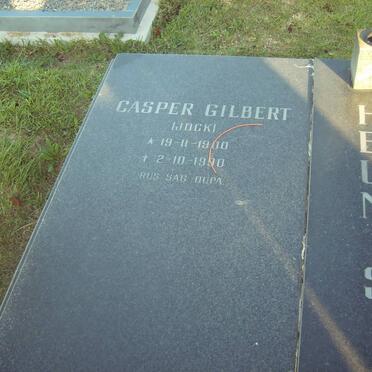 CASPER GILBERT
(JOCK)
★ 19-11-1900
✝ 2-10-1990
RUS SAG OUPA
H
E
U
N
S